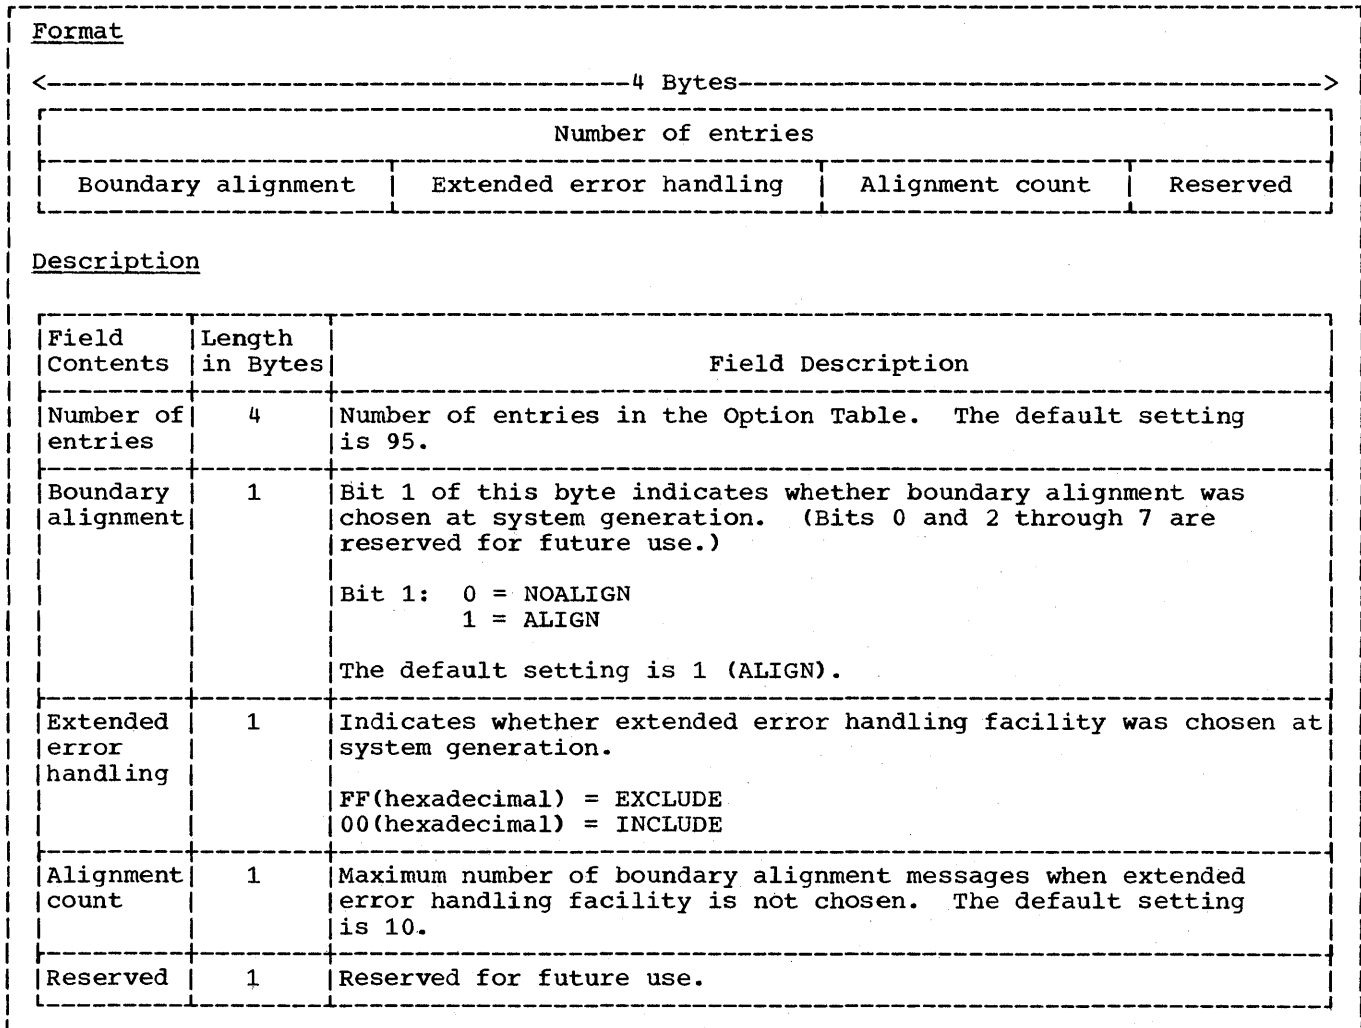 Format
<-----------------------------------4 Bytes----------------------------------->
Number of entries
Boundary alignment | Extended error handling | Alignment count | Reserved
Description
Field Length
Contents in Bytes Field Description
Number of 4 Number of entries in the Option Table. The default setting
entries is 95.
Boundary 1 Bit 1 of this byte indicates whether boundary alignment was
alignment chosen at system generation. (Bits 0 and 2 through 7 are
reserved for future use.)
Bit 1: 0 = NOALIGN
1 = ALIGN
The default setting is 1 (ALIGN).
Extended 1 Indicates whether extended error handling facility was chosen at
error system generation.
handling
FF(hexadecimal) = EXCLUDE
00(hexadecimal) = INCLUDE
Alignment 1 Maximum number of boundary alignment messages when extended
count error handling facility is not chosen. The default setting
is 10.
Reserved 1 Reserved for future use.